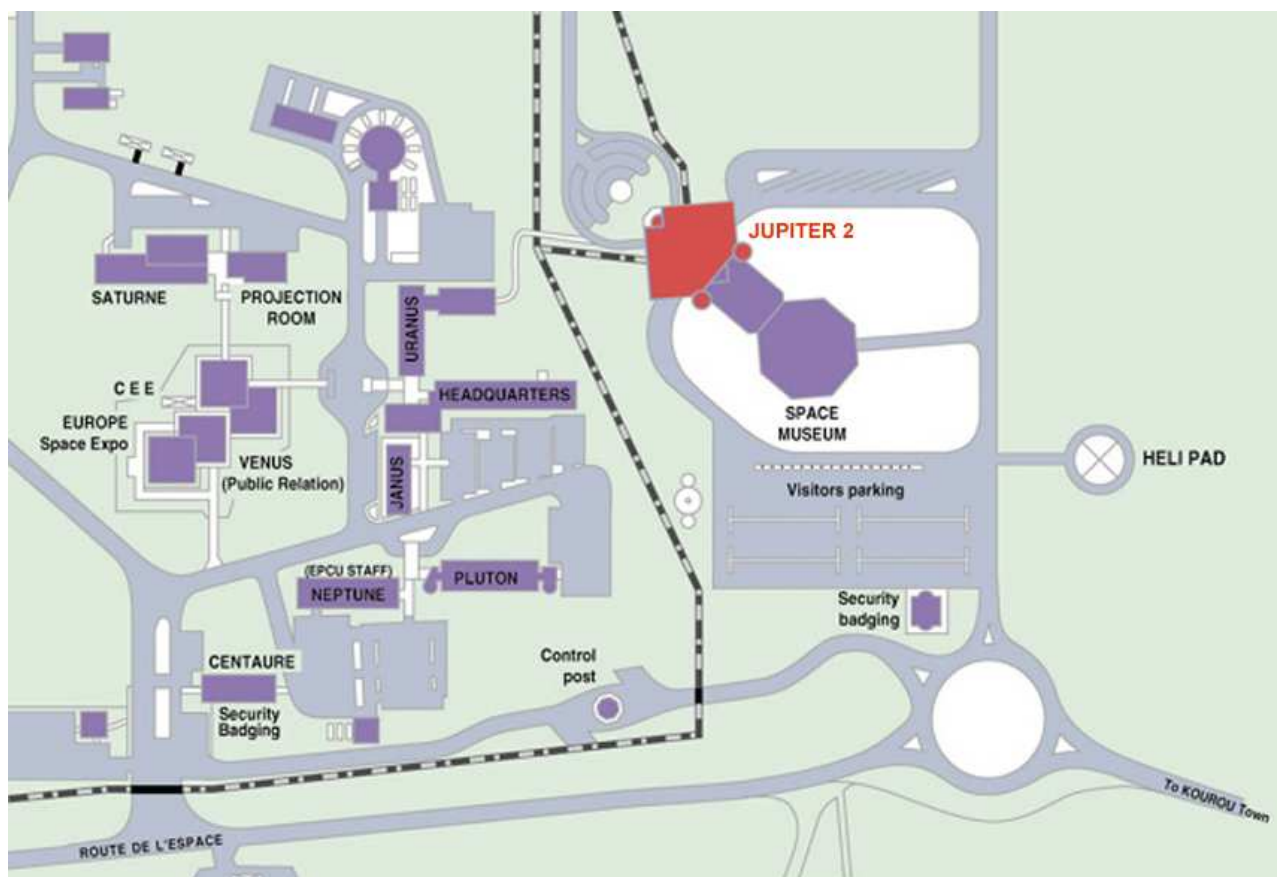 JUPITER 2
SATURNE
PROJECTION
ROOM
URANUS
C E E
HEADQUARTERS
EUROPE
Space Expo
SPACE
MUSEUM
VENUS
(Public Relation)
JANUS
HELI PAD
Visitors parking
(EPCU STAFF)
NEPTUNE
PLUTON
Security
badging
CENTAURE
Control
post
Security
Badging
To KOUROU Town
ROUTE DE L'ESPACE